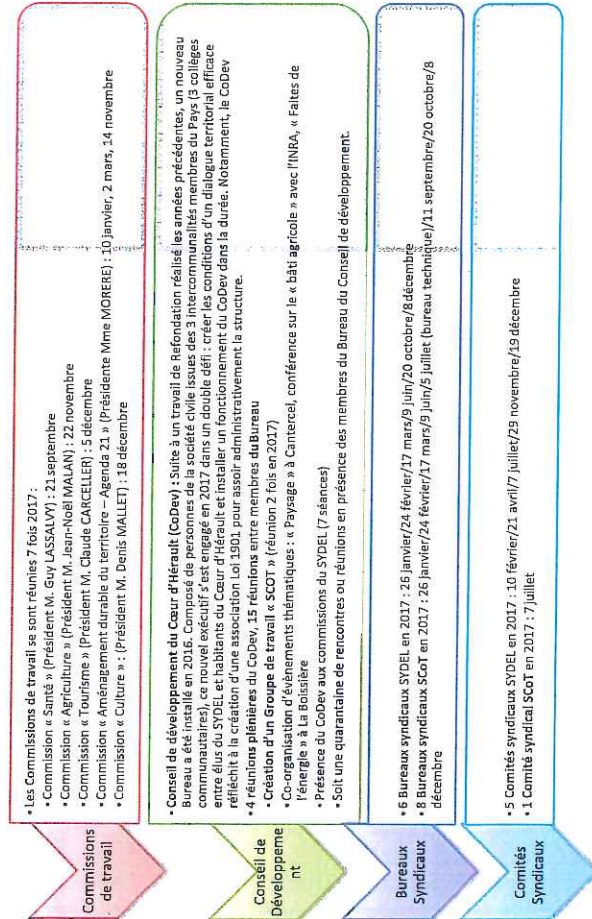 Commissions
de travail
• Les Commissions de travail se sont réunies 7 fois 2017 :
• Commission « Santé » (Président M. Guy LASSALVY) : 21 septembre
• Commission « Agriculture » (Président M. Jean-Noël MALAN) : 22 novembre
• Commission « Tourisme » (Président M. Claude CARCELLER) : 5 décembre
• Commission « Aménagement durable du territoire – Agenda 21 » (Présidente Mme MORERE) : 10 janvier, 2 mars, 14 novembre
• Commission « Culture » : (Président M. Denis MALLET) : 18 décembre
Conseil de
Développeme
nt
• Conseil de développement du Cœur d'Hérault (CoDev) : Suite à un travail de Refondation réalisé les années précédentes, un nouveau
Bureau a été installé en 2016. Composé de personnes de la société civile issues des 3 intercommunalités membres du Pays (3 collèges
communautaires), ce nouvel exécutif s'est engagé en 2017 dans un double défi : créer les conditions d'un dialogue territorial efficace
entre élus du SYDEL et habitants du Cœur d'Hérault et installer un fonctionnement du CoDev dans la durée. Notamment, le CoDev
réfléchit à la création d'une association Loi 1901 pour assoir administrativement la structure.
• 4 réunions plénières du CoDev, 15 réunions entre membres du Bureau
• Création d'un Groupe de travail « SCOT » (réunion 2 fois en 2017)
• Co-organisation d'évènements thématiques : « Paysage » à Cantercel, conférence sur le « bâti agricole » avec l'INRA, « Faites de
l'énergie » à La Boissière
• Présence du CoDev aux commissions du SYDEL (7 séances)
• Soit une quarantaine de rencontres ou réunions en présence des membres du Bureau du Conseil de développement.
Bureaux
Syndicaux
• 6 Bureaux syndicaux SYDEL en 2017 : 26 janvier/24 février/17 mars/9 juin/20 octobre/8 décembre
• 8 Bureaux syndicaux SCoT en 2017 : 26 janvier/24 février/17 mars/9 juin/5 juillet (bureau technique)/11 septembre/20 octobre/8
décembre
Comités
Syndicaux
• 5 Comités syndicaux SYDEL en 2017 : 10 février/21 avril/7 juillet/29 novembre/19 décembre
• 1 Comité syndical SCoT en 2017 : 7 juillet